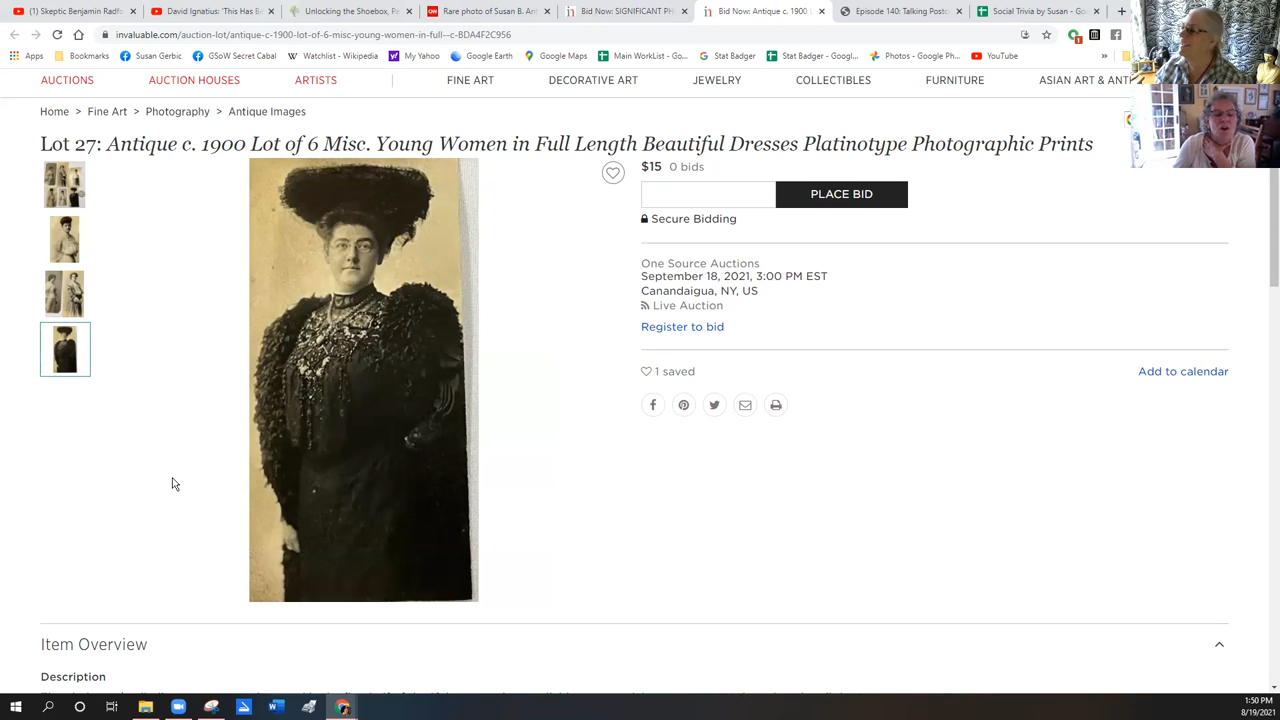 (1) Skeptic Benjamin Radfo
David Ignatius: 'This Has B
Unlocking the Shoebox, Pa
Rare photo of Susan B. Ant
Bid Now: SIGNIFICANT PH
Bid Now: Antique c. 1900 L
Episode 140: Talking Postc
Social Trivia by Susan - Go
invaluable.com/auction-lot/antique-c-1900-lot-of-6-misc-young-women-in-full--c-BDA4F2C956
Apps Bookmarks Susan Gerbic GSoW Secret Cabal Watchlist - Wikipedia My Yahoo Google Earth Google Maps Main WorkList - Go... Stat Badger Stat Badger - Googl... Photos - Google Ph... YouTube »
AUCTIONS AUCTION HOUSES ARTISTS FINE ART DECORATIVE ART JEWELRY COLLECTIBLES FURNITURE ASIAN ART & ANT
Home > Fine Art > Photography > Antique Images
Lot 27: Antique c. 1900 Lot of 6 Misc. Young Women in Full Length Beautiful Dresses Platinotype Photographic Prints
$15 0 bids
PLACE BID
Secure Bidding
One Source Auctions
September 18, 2021, 3:00 PM EST
Canandaigua, NY, US
Live Auction
Register to bid
1 saved
Add to calendar
Item Overview
Description
1:50 PM
8/19/2021